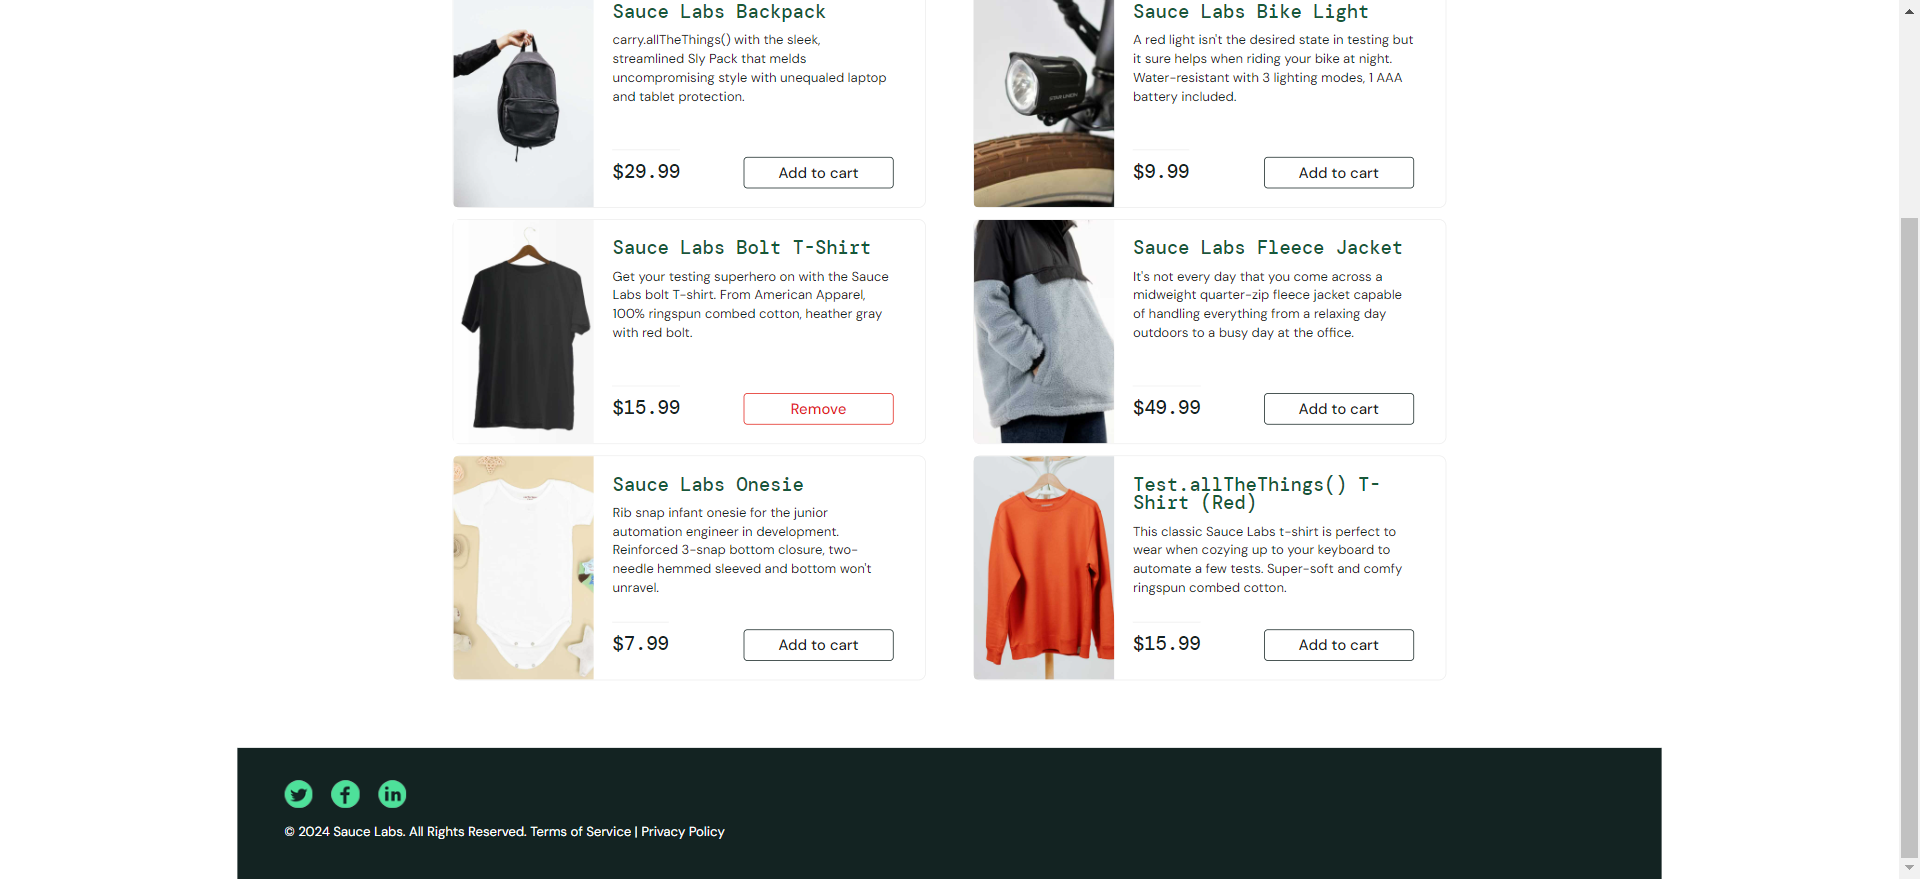 Sauce Labs Backpack
carry.allTheThings() with the sleek,
streamlined Sly Pack that melds
uncompromising style with unequaled laptop
and tablet protection.
$29.99
Add to cart
Sauce Labs Bike Light
A red light isn't the desired state in testing but
it sure helps when riding your bike at night.
Water-resistant with 3 lighting modes, 1 AAA
battery included.
$9.99
Add to cart
Sauce Labs Bolt T-Shirt
Get your testing superhero on with the Sauce
Labs bolt T-shirt. From American Apparel,
100% ringspun combed cotton, heather gray
with red bolt.
$15.99
Remove
Sauce Labs Fleece Jacket
It's not every day that you come across a
midweight quarter-zip fleece jacket capable
of handling everything from a relaxing day
outdoors to a busy day at the office.
$49.99
Add to cart
Sauce Labs Onesie
Rib snap infant onesie for the junior
automation engineer in development.
Reinforced 3-snap bottom closure, two-
needle hemmed sleeved and bottom won't
unravel.
$7.99
Add to cart
Test.allTheThings() T-
Shirt (Red)
This classic Sauce Labs t-shirt is perfect to
wear when cozying up to your keyboard to
automate a few tests. Super-soft and comfy
ringspun combed cotton.
$15.99
Add to cart
© 2024 Sauce Labs. All Rights Reserved. Terms of Service | Privacy Policy